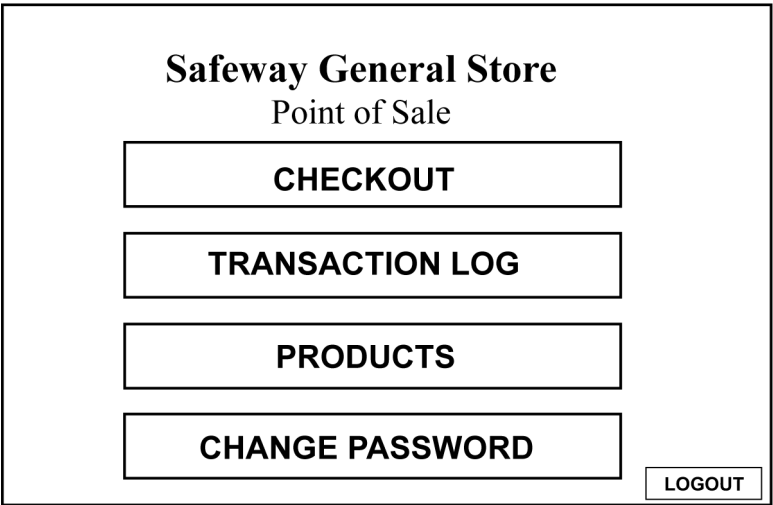 Safeway General Store
Point of Sale
CHECKOUT
TRANSACTION LOG
PRODUCTS
CHANGE PASSWORD
LOGOUT